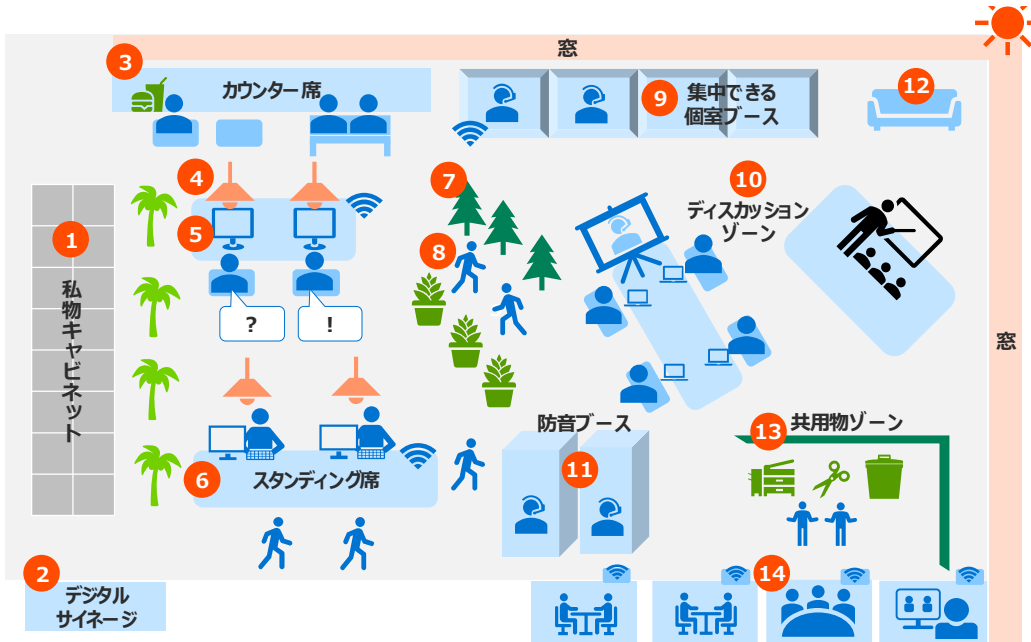 窓
3
カウンター席
9
集中できる
個室ブース
12
4
7
10
ディスカッション
ゾーン
1
私物キャビネット
5
8
?
!
窓
防音ブース
13
共用物ゾーン
6
スタンディング席
11
2
デジタル
サイネージ
14